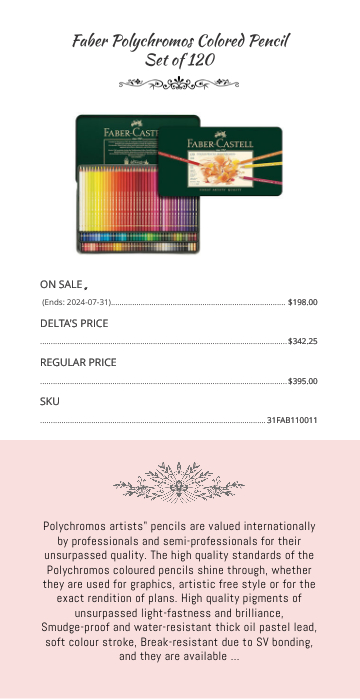 Faber Polychromos Colored Pencil
Set of 120
FABER-CASTELL
FABER-CASTELL
ON SALE
(Ends: 2024-07-31)........ $198.00
DELTA'S PRICE
........ $342.25
REGULAR PRICE
........ $395.00
SKU
........ 31FAB110011
Polychromos artists" pencils are valued internationally
by professionals and semi-professionals for their
unsurpassed quality. The high quality standards of the
Polychromos coloured pencils shine through, whether
they are used for graphics, artistic free style or for the
exact rendition of plans. High quality pigments of
unsurpassed light-fastness and brilliance,
Smudge-proof and water-resistant thick oil pastel lead,
soft colour stroke, Break-resistant due to SV bonding,
and they are available ...